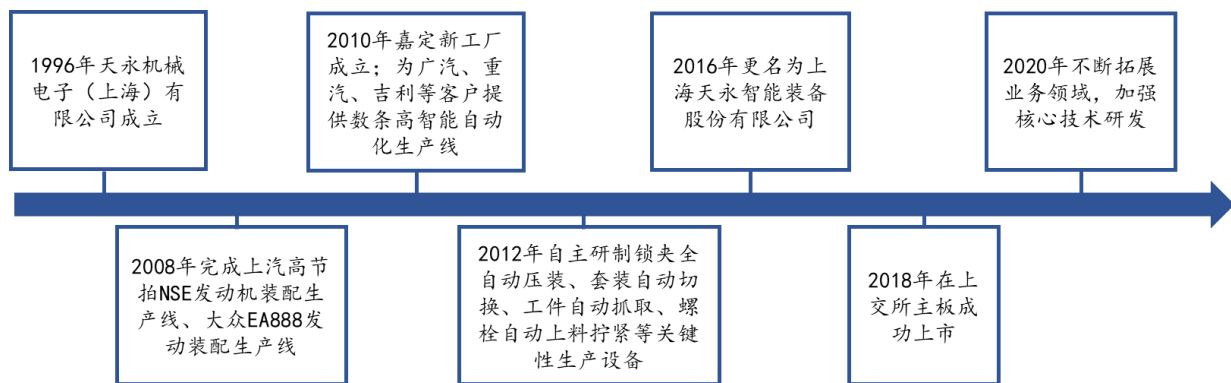 1996年天永机械
电子（上海）有
限公司成立
2010年嘉定新工厂
成立；为广汽、重
汽、吉利等客户提
供数条高智能自动
化生产线
2016年更名为上
海天永智能装备
股份有限公司
2020年不断拓展
业务领域，加强
核心技术研发
2008年完成上汽高节
拍NSE发动机装配生
产线、大众EA888发
动装配生产线
2012年自主研制锁夹全
自动压装、套装自动切
换、工件自动抓取、螺
栓自动上料拧紧等关键
性生产设备
2018年在上
交所主板成
功上市